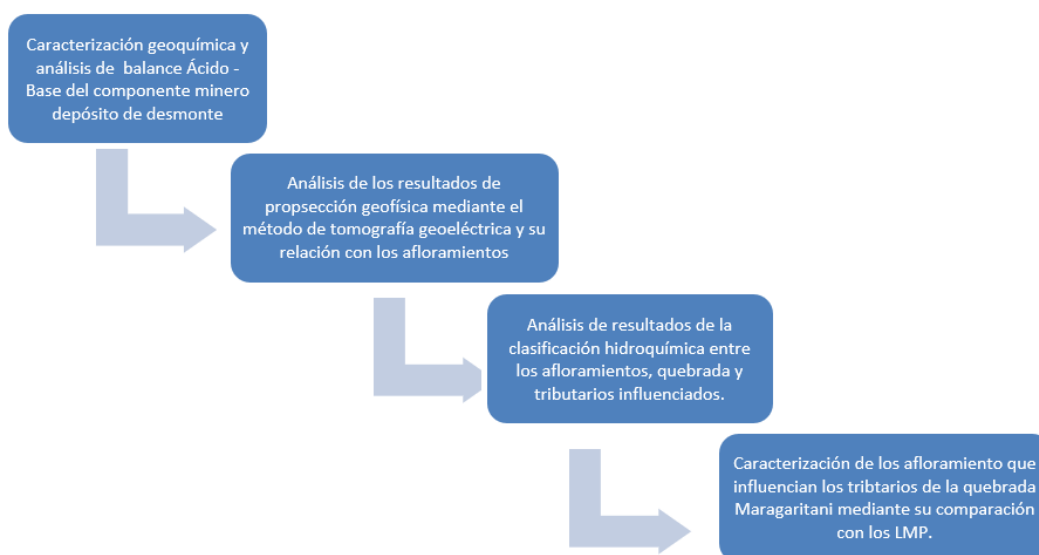 Caracterización geoquímica y
análisis de balance Ácido -
Base del componente minero
depósito de desmonte
Análisis de los resultados de
propsección geofísica mediante el
método de tomografía geoeléctrica y su
relación con los afloramientos
Análisis de resultados de la
clasificación hidroquímica entre
los afloramientos, quebrada y
tributarios influenciados.
Caracterización de los afloramiento que
influencian los tribtarios de la quebrada
Maragaritani mediante su comparación
con los LMP.